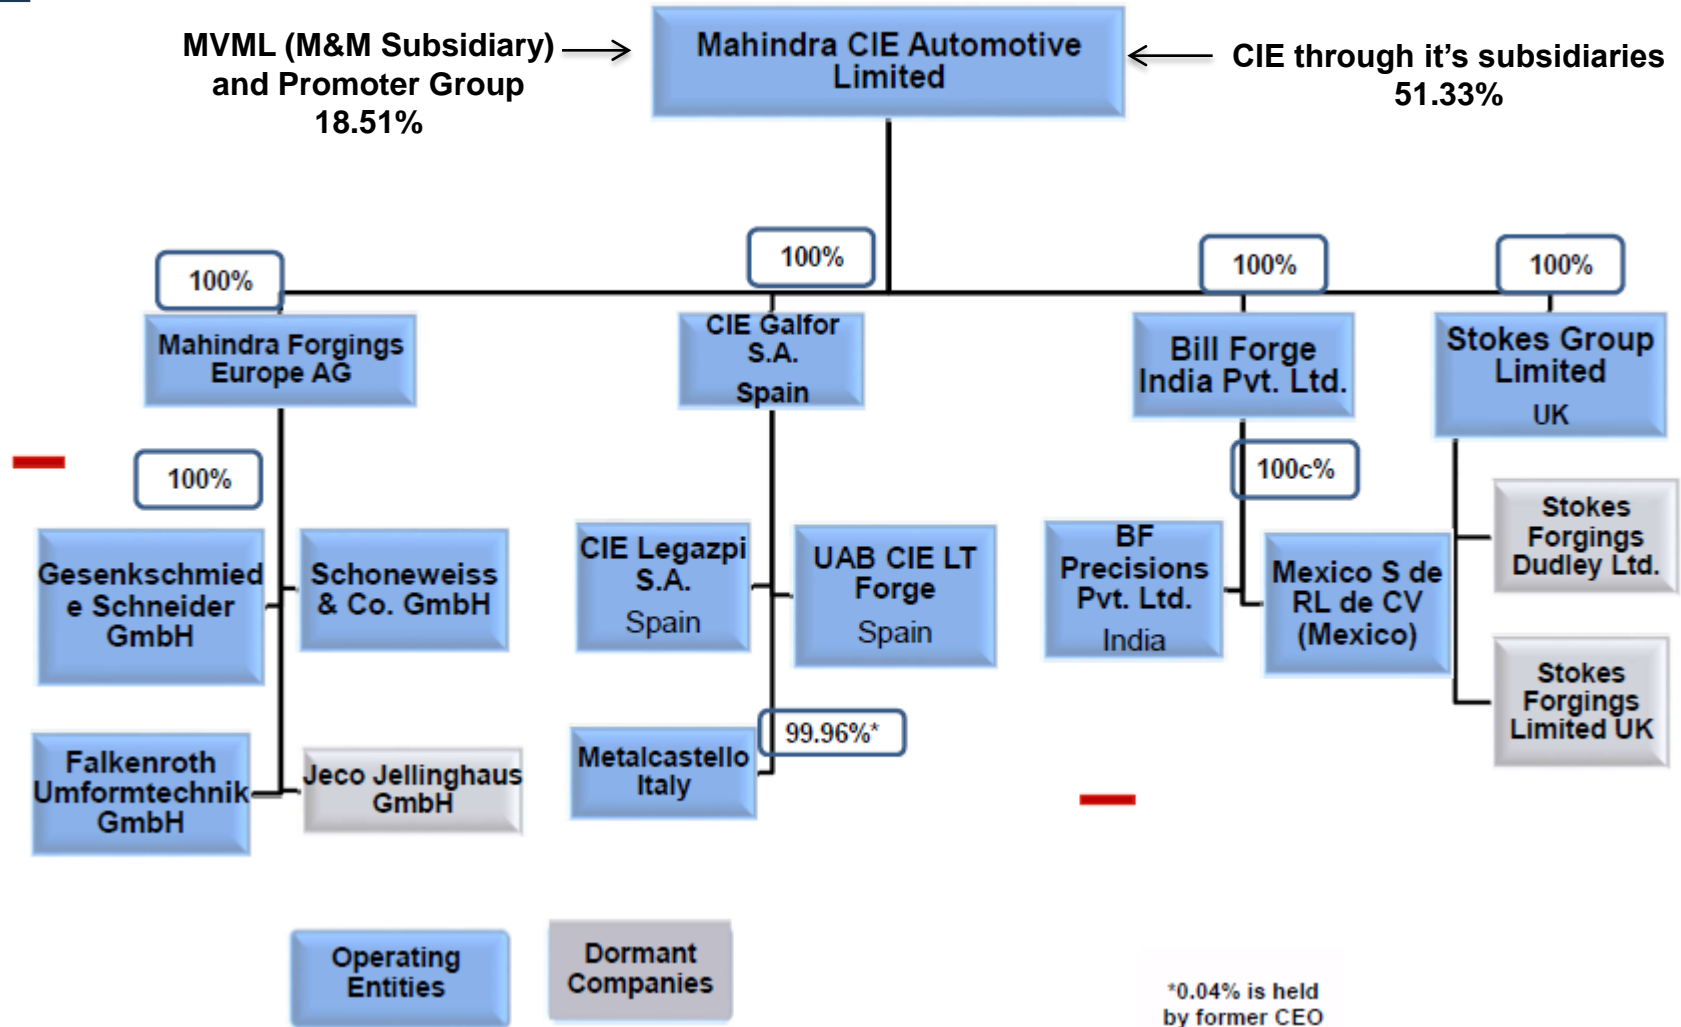 MVML (M&M Subsidiary)
and Promoter Group
18.51%
Mahindra CIE Automotive
Limited
CIE through it's subsidiaries
51.33%
100%
100%
100%
100%
Mahindra Forgings
Europe AG
CIE Galfor
S.A.
Spain
Bill Forge
India Pvt. Ltd.
Stokes Group
Limited
UK
100%
100c%
Gesenkschmied
e Schneider
GmbH
Schoneweiss
& Co. GmbH
CIE Legazpi
S.A.
Spain
UAB CIE LT
Forge
Spain
BF
Precisions
Pvt. Ltd.
India
Mexico S de
RL de CV
(Mexico)
Stokes
Forgings
Dudley Ltd.
Stokes
Forgings
Limited UK
Falkenroth
Umformtechnik
GmbH
Jeco Jellinghaus
GmbH
Metalcastello
Italy
99.96%*
Operating
Entities
Dormant
Companies
*0.04% is held
by former CEO